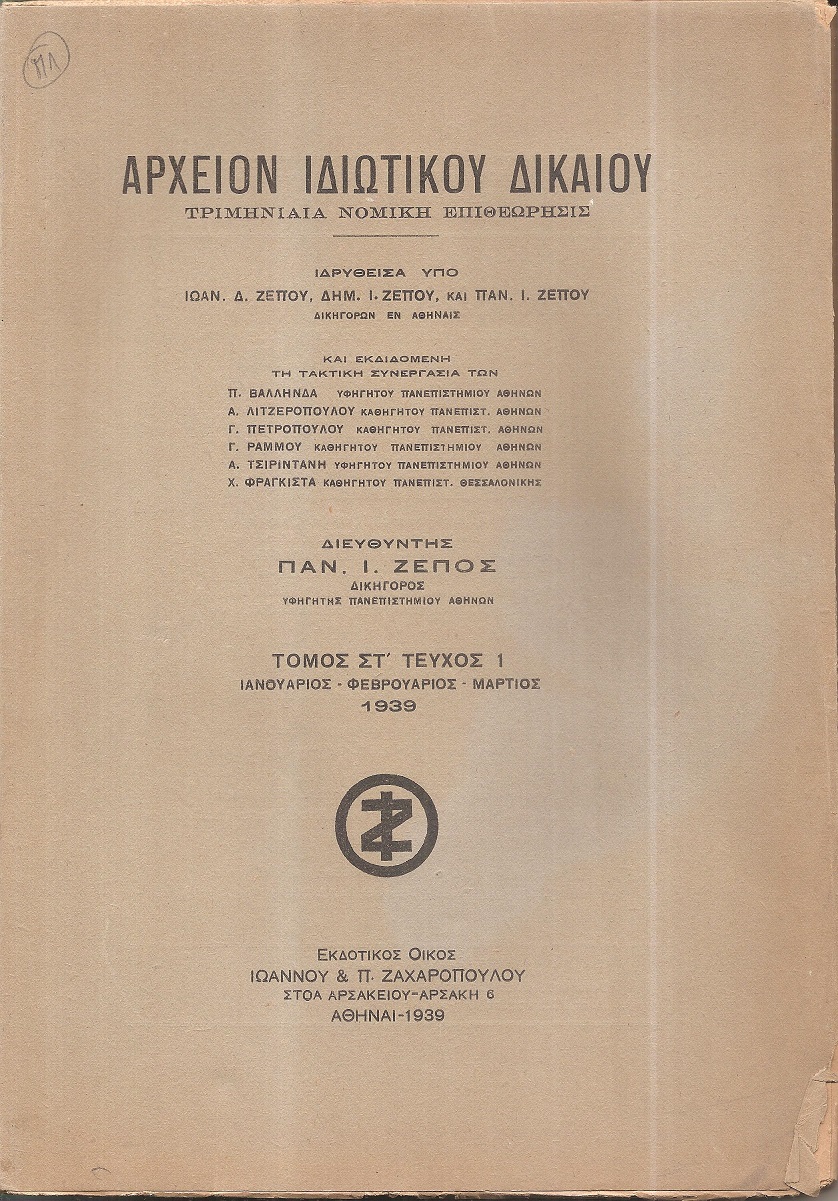 ΑΡΧΕΙΟΝ ΙΔΙΩΤΙΚΟΥ ΔΙΚΑΙΟΥ
ΤΡΙΜΗΝΙΑΙΑ ΝΟΜΙΚΗ ΕΠΙΘΕΩΡΗΣΙΣ
ΙΔΡΥΘΕΙΣΑ ΥΠΟ
ΙΩΑΝ. Δ. ΖΕΠΟΥ, ΔΗΜ. Ι. ΖΕΠΟΥ, ΚΑΙ ΠΑΝ. Ι. ΖΕΠΟΥ
ΔΙΚΗΓΟΡΩΝ ΕΝ ΑΘΗΝΑΙΣ
ΚΑΙ ΕΚΔΙΔΟΜΕΝΗ
ΤΗ ΤΑΚΤΙΚΗ ΣΥΝΕΡΓΑΣΙΑ ΤΩΝ
Π. ΒΑΛΛΗΝΔΑ ΥΦΗΓΗΤΟΥ ΠΑΝΕΠΙΣΤΗΜΙΟΥ ΑΘΗΝΩΝ
Α. ΛΙΤΖΕΡΟΠΟΥΛΟΥ ΚΑΘΗΓΗΤΟΥ ΠΑΝΕΠΙΣΤ. ΑΘΗΝΩΝ
Γ. ΠΕΤΡΟΠΟΥΛΟΥ ΚΑΘΗΓΗΤΟΥ ΠΑΝΕΠΙΣΤ. ΑΘΗΝΩΝ
Γ. ΡΑΜΜΟΥ ΚΑΘΗΓΗΤΟΥ ΠΑΝΕΠΙΣΤΗΜΙΟΥ ΑΘΗΝΩΝ
Α. ΤΣΙΡΙΝΤΑΝΗ ΥΦΗΓΗΤΟΥ ΠΑΝΕΠΙΣΤΗΜΙΟΥ ΑΘΗΝΩΝ
Χ. ΦΡΑΓΚΙΣΤΑ ΚΑΘΗΓΗΤΟΥ ΠΑΝΕΠΙΣΤ. ΘΕΣΣΑΛΟΝΙΚΗΣ
ΔΙΕΥΘΥΝΤΗΣ
ΠΑΝ. Ι. ΖΕΠΟΣ
ΔΙΚΗΓΟΡΟΣ
ΥΦΗΓΗΤΗΣ ΠΑΝΕΠΙΣΤΗΜΙΟΥ ΑΘΗΝΩΝ
ΤΟΜΟΣ ΣΤ' ΤΕΥΧΟΣ 1
ΙΑΝΟΥΑΡΙΟΣ - ΦΕΒΡΟΥΑΡΙΟΣ - ΜΑΡΤΙΟΣ
1939
ΕΚΔΟΤΙΚΟΣ ΟΙΚΟΣ
ΙΩΑΝΝΟΥ & Π. ΖΑΧΑΡΟΠΟΥΛΟΥ
ΣΤΟΑ ΑΡΣΑΚΕΙΟΥ-ΑΡΣΑΚΗ 6
ΑΘΗΝΑΙ-1939